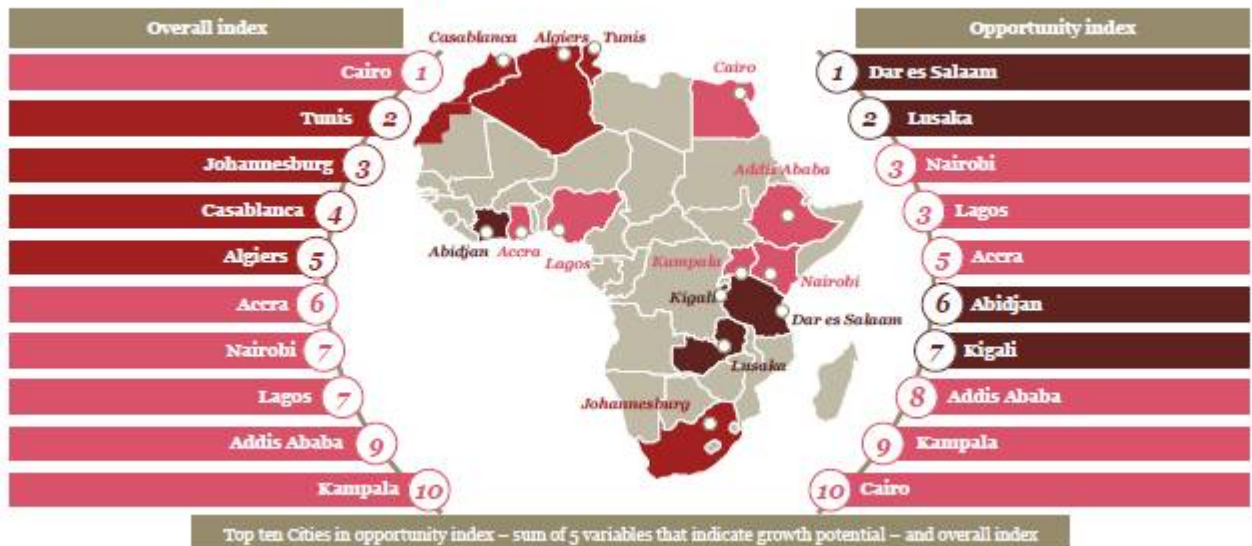 Overall index
Cairo 1
Tunis 2
Johannesburg 3
Casablanca 4
Algiers 5
Accra 6
Nairobi 7
Lagos 7
Addis Ababa 9
Kampala 10
Casablanca
Algiers
Tunis
Cairo
Addis Ababa
Abidjan
Accra
Lagos
Kampala
Nairobi
Kigali
Dar es Salaam
Lusaka
Johannesburg
Opportunity index
1 Dar es Salaam
2 Lusaka
3 Nairobi
3 Lagos
5 Accra
6 Abidjan
7 Kigali
8 Addis Ababa
9 Kampala
10 Cairo
Top ten Cities in opportunity index – sum of 5 variables that indicate growth potential – and overall index